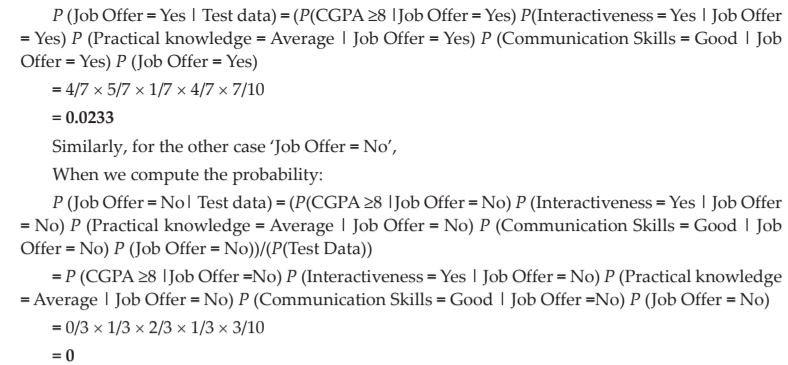 P (Job Offer = Yes | Test data) = (P(CGPA ≥8 |Job Offer = Yes) P(Interactiveness = Yes | Job Offer
= Yes) P (Practical knowledge = Average | Job Offer = Yes) P (Communication Skills = Good | Job
Offer = Yes) P (Job Offer = Yes)
= 4/7 × 5/7 × 1/7 × 4/7 × 7/10
= 0.0233
Similarly, for the other case ‘Job Offer = No’,
When we compute the probability:
P (Job Offer = No| Test data) = (P(CGPA ≥8 |Job Offer = No) P (Interactiveness = Yes | Job Offer
= No) P (Practical knowledge = Average | Job Offer = No) P (Communication Skills = Good | Job
Offer = No) P (Job Offer = No))/(P(Test Data))
= P (CGPA ≥8 |Job Offer =No) P (Interactiveness = Yes | Job Offer = No) P (Practical knowledge
= Average | Job Offer = No) P (Communication Skills = Good | Job Offer =No) P (Job Offer = No)
= 0/3 × 1/3 × 2/3 × 1/3 × 3/10
= 0